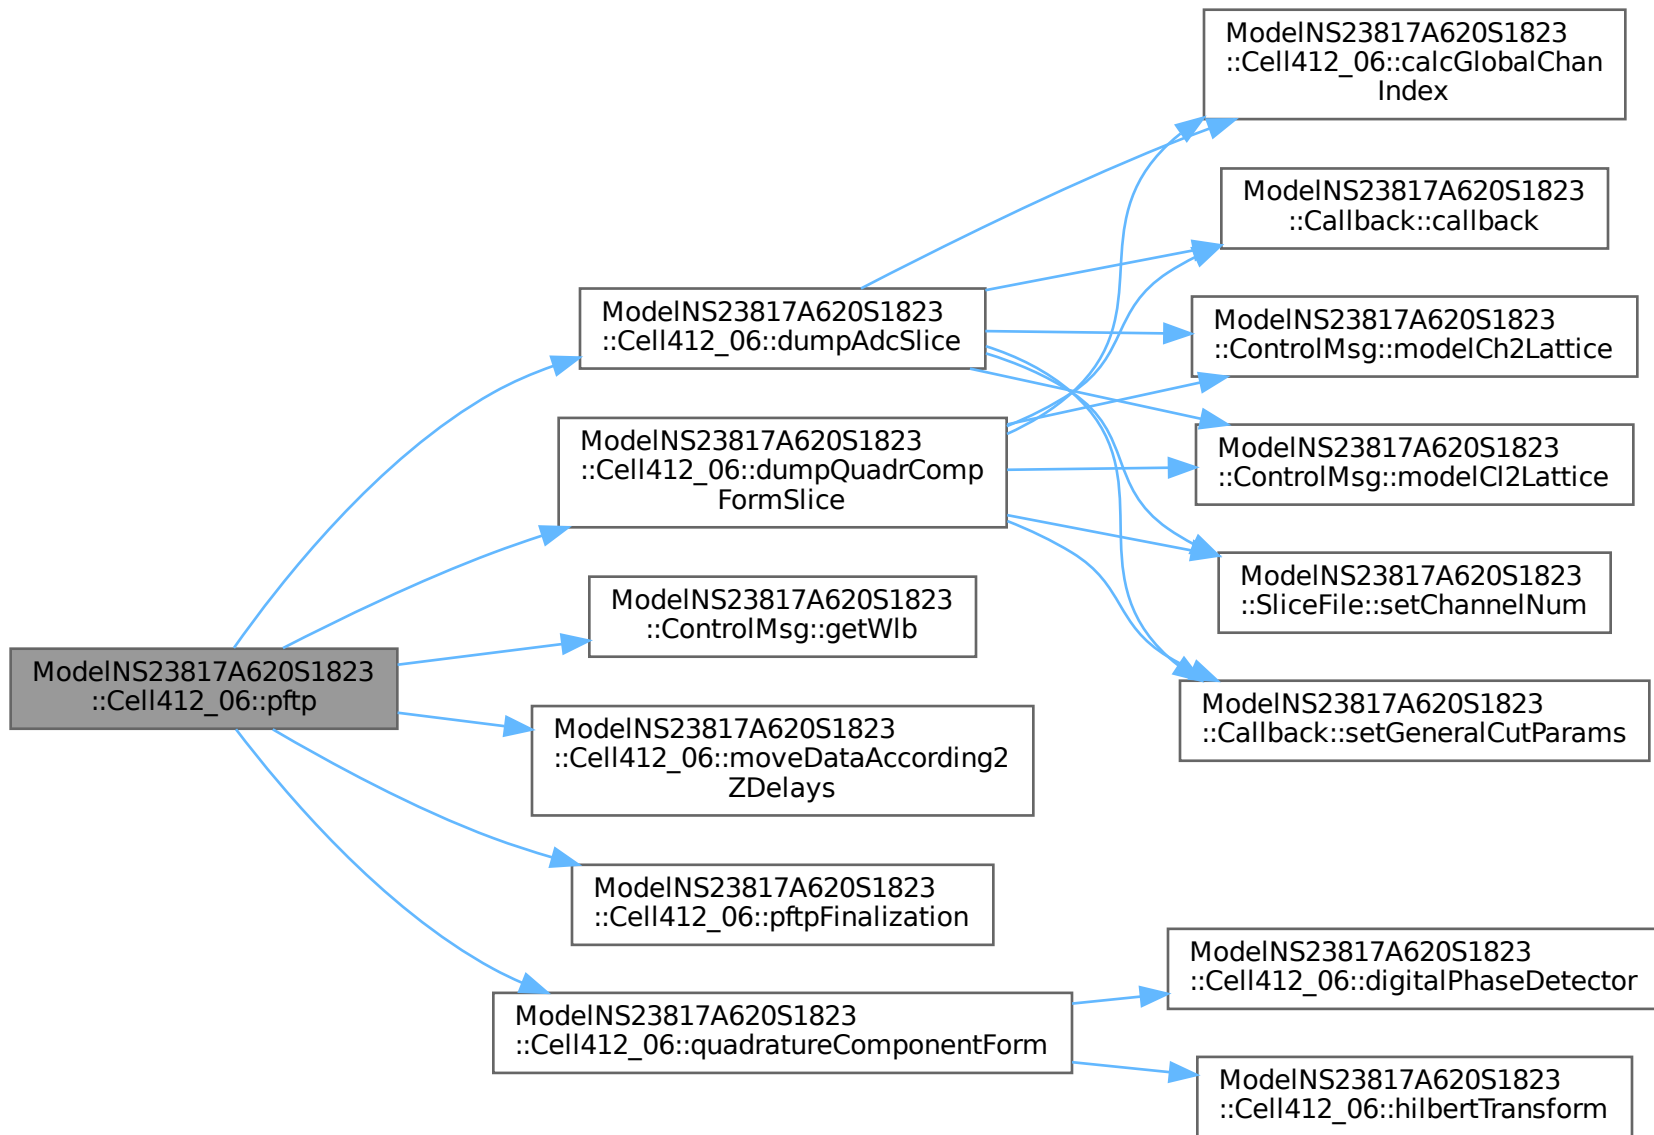 ModelNS23817A620S1823
::Cell412_06::pftp
ModelNS23817A620S1823
::Cell412_06::dumpAdcSlice
ModelNS23817A620S1823
::Cell412_06::dumpQuadrComp
FormSlice
ModelNS23817A620S1823
::ControlMsg::getWlb
ModelNS23817A620S1823
::Cell412_06::moveDataAccording2
ZDelays
ModelNS23817A620S1823
::Cell412_06::pftpFinalization
ModelNS23817A620S1823
::Cell412_06::quadratureComponentForm
ModelNS23817A620S1823
::Cell412_06::calcGlobalChan
Index
ModelNS23817A620S1823
::Callback::callback
ModelNS23817A620S1823
::ControlMsg::modelCh2Lattice
ModelNS23817A620S1823
::ControlMsg::modelCl2Lattice
ModelNS23817A620S1823
::SliceFile::setChannelNum
ModelNS23817A620S1823
::Callback::setGeneralCutParams
ModelNS23817A620S1823
::Cell412_06::digitalPhaseDetector
ModelNS23817A620S1823
::Cell412_06::hilbertTransform